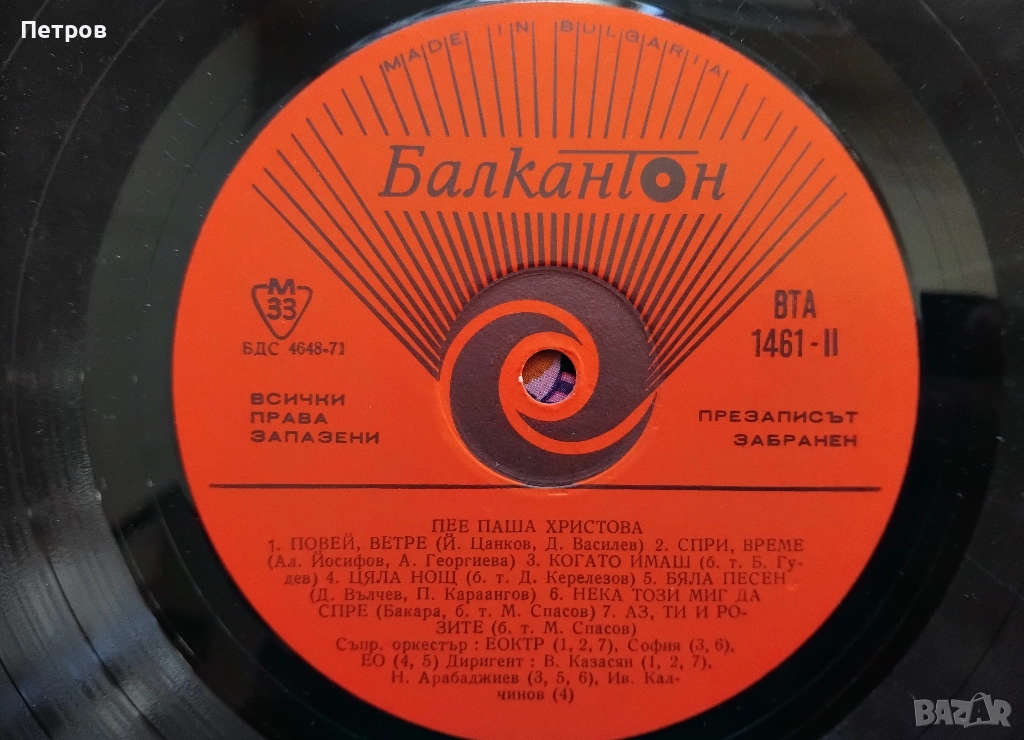 Петров
MADE IN BULGARIA
Балкантон
М
33
БДС 4648-71
ВТА
1461-II
ВСИЧКИ
ПРАВА
ЗАПАЗЕНИ
ПРЕЗАПИСЪТ
ЗАБРАНЕН
ПЕЕ ПАША ХРИСТОВА
1. ПОВЕЙ, ВЕТРЕ (Й. Цанков, Д. Василев) 2. СПРИ, ВРЕМЕ
(Ал. Йосифов, А. Георгиева) 3. КОГАТО ИМАШ (б. т. Б. Гу-
дев) 4. ЦЯЛА НОЩ (б. т. Д. Керелезов) 5. БЯЛА ПЕСЕН
(Д. Вълчев, П. Караангов) 6. НЕКА ТОЗИ МИГ ДА
СПРЕ (Бакара, б. т. М. Спасов) 7. АЗ, ТИ И РО-
ЗИТЕ (б. т. М. Спасов)
Съпр. оркестър : ЕОКТР (1, 2, 7), София (3, 6),
ЕО (4, 5) Диригент : В. Казасян (1, 2, 7),
Н. Арабаджиев (3, 5, 6), Ив. Кал-
чинов (4)
BAZAR